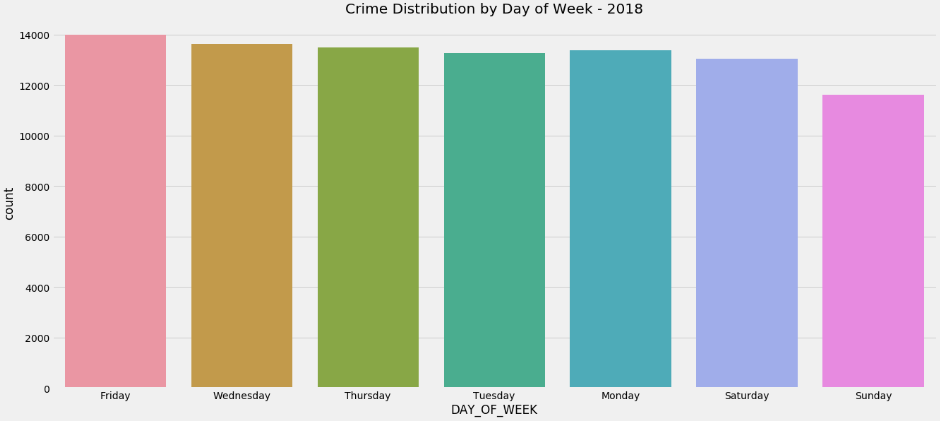 Crime Distribution by Day of Week - 2018
14000
12000
10000
8000
6000
4000
2000
0
count
Friday Wednesday Thursday Tuesday Monday Saturday Sunday
DAY_OF_WEEK